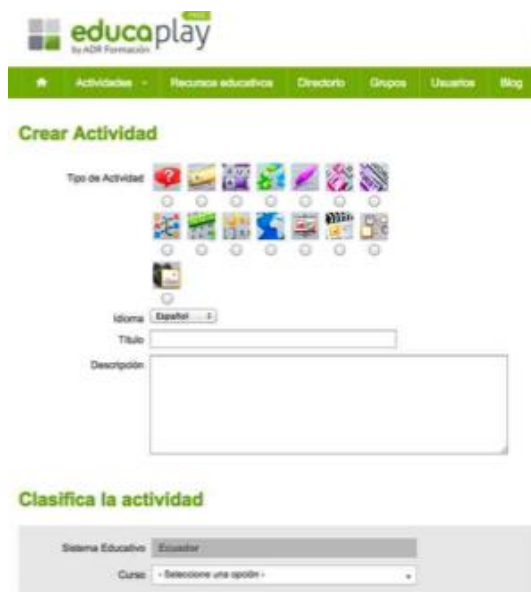 FREE
educaplay
by ADR Formación
Actividades
Recursos educativos
Directorio
Grupos
Usuarios
Blog
Crear Actividad
Tipo de Actividad
?
Idioma Español
Título
Descripción
Clasifica la actividad
Sistema Educativo Ecuador
Curso - Seleccione una opción -